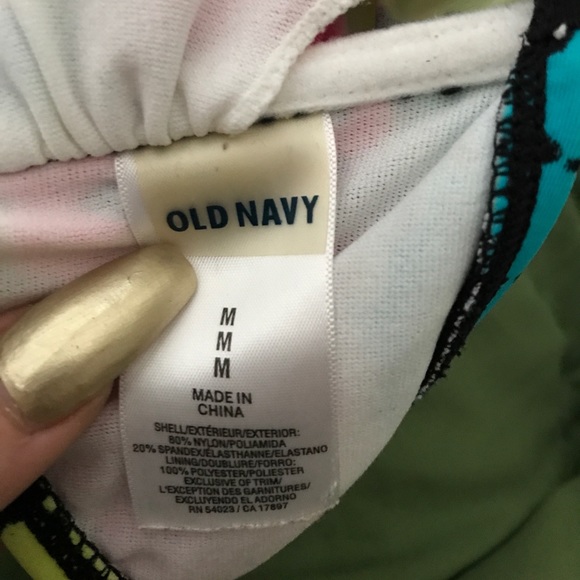 OLD NAVY
M
M
M
MADE IN
CHINA
SHELL/EXTÉRIEUR/EXTERIOR:
80% NYLON/POLIAMIDA
20% SPANDEX/ÉLASTHANNE/ELASTANO
LINING/DOUBLURE/FORRO:
100% POLYESTER/POLIÉSTER
EXCLUSIVE OF TRIM/
L'EXCEPTION DES GARNITURES/
EXCLUYENDO EL ADORNO
RN 54023 / CA 17897